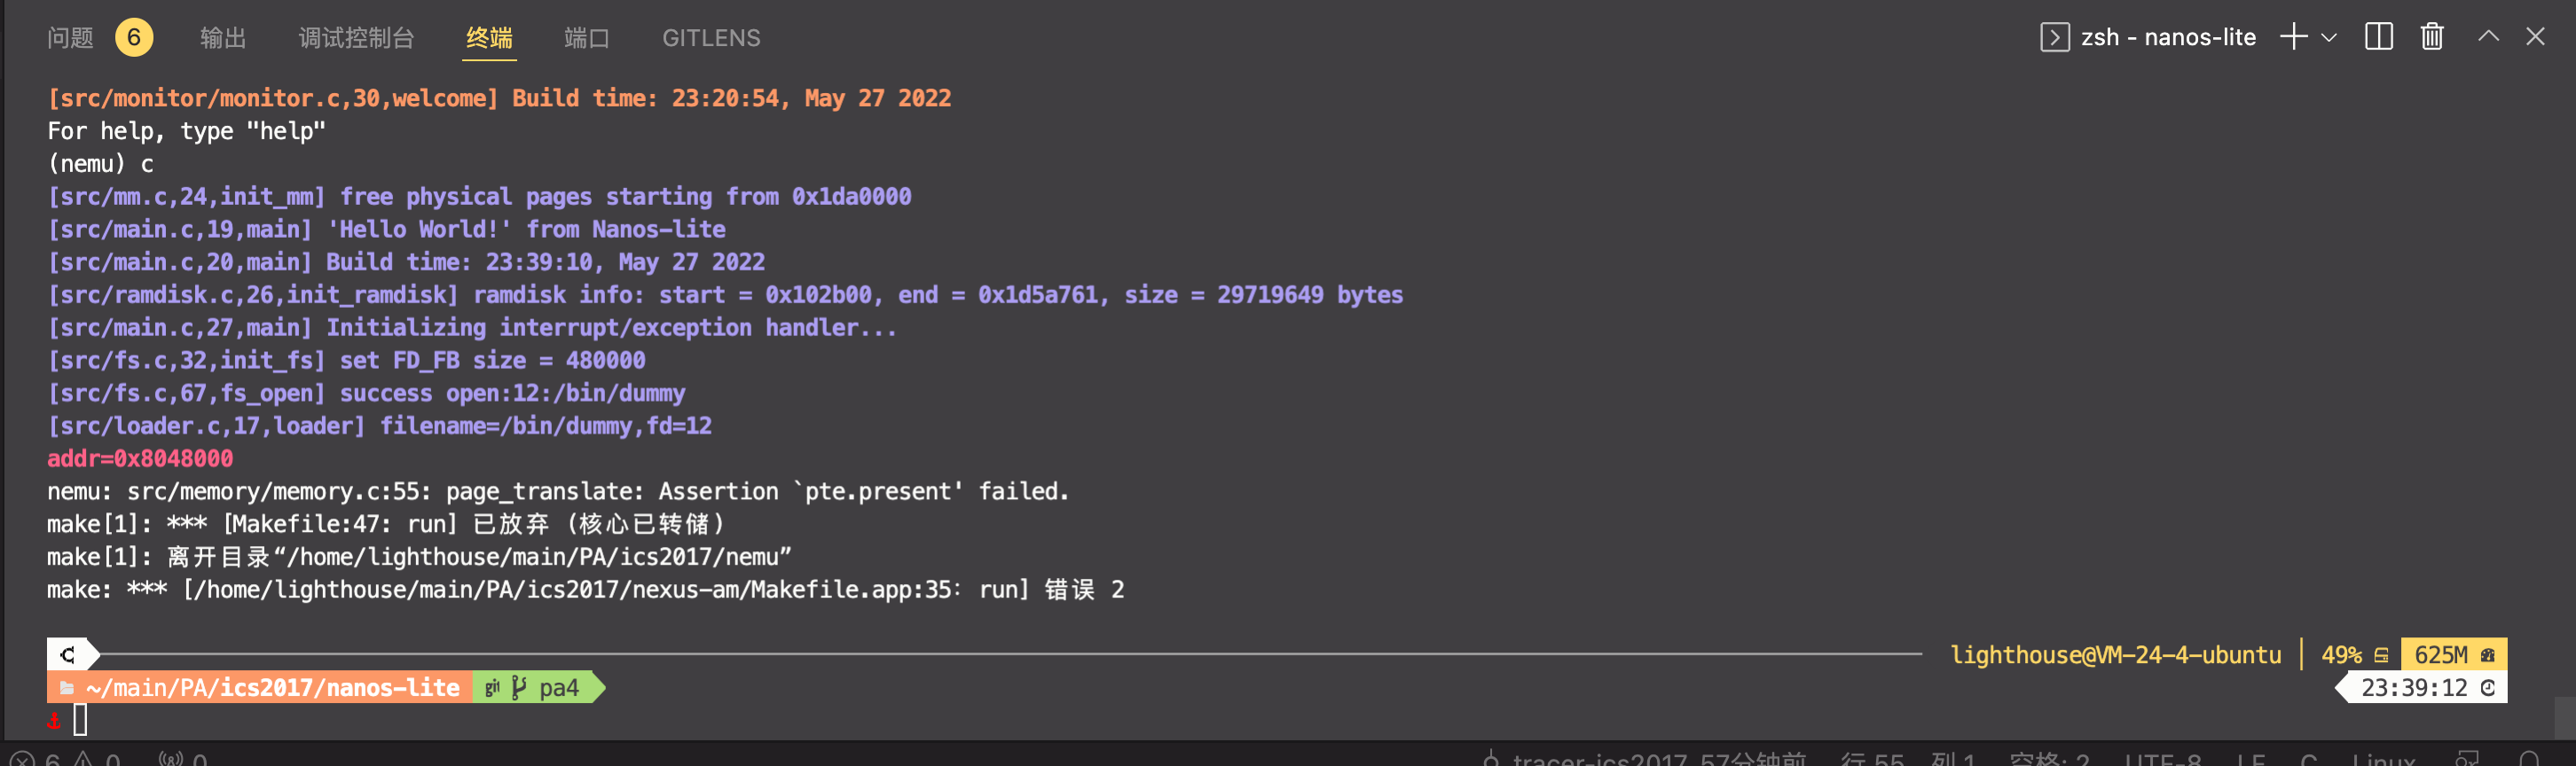 问题 6 输出 调试控制台 终端 端口 GITLENS zsh - nanos-lite
[src/monitor/monitor.c,30,welcome] Build time: 23:20:54, May 27 2022
For help, type "help"
(nemu) c
[src/mm.c,24,init_mm] free physical pages starting from 0x1da0000
[src/main.c,19,main] 'Hello World!' from Nanos-lite
[src/main.c,20,main] Build time: 23:39:10, May 27 2022
[src/ramdisk.c,26,init_ramdisk] ramdisk info: start = 0x102b00, end = 0x1d5a761, size = 29719649 bytes
[src/main.c,27,main] Initializing interrupt/exception handler...
[src/fs.c,32,init_fs] set FD_FB size = 480000
[src/fs.c,67,fs_open] success open:12:/bin/dummy
[src/loader.c,17,loader] filename=/bin/dummy,fd=12
addr=0x8048000
nemu: src/memory/memory.c:55: page_translate: Assertion `pte.present' failed.
make[1]: *** [Makefile:47: run] 已放弃 (核心已转储)
make[1]: 离开目录“/home/lighthouse/main/PA/ics2017/nemu”
make: *** [/home/lighthouse/main/PA/ics2017/nexus-am/Makefile.app:35: run] 错误 2
lighthouse@VM-24-4-ubuntu 49% 625M
~/main/PA/ics2017/nanos-lite git pa4 23:39:12
6 0 0 tracer-ics2017, 57分钟前 行 55, 列 1 空格: 2 UTF-8 LF C Linux